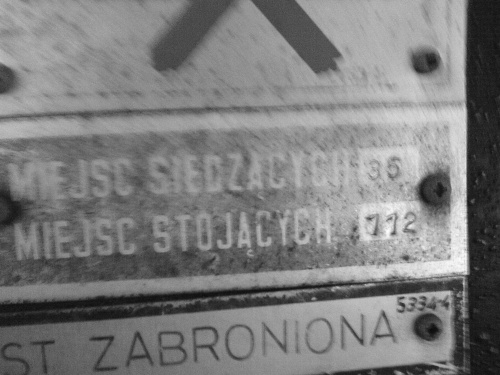 MIEJSC SIEDZĄCYCH 36
MIEJSC STOJĄCYCH 112
5334-4
ST ZABRONIONA